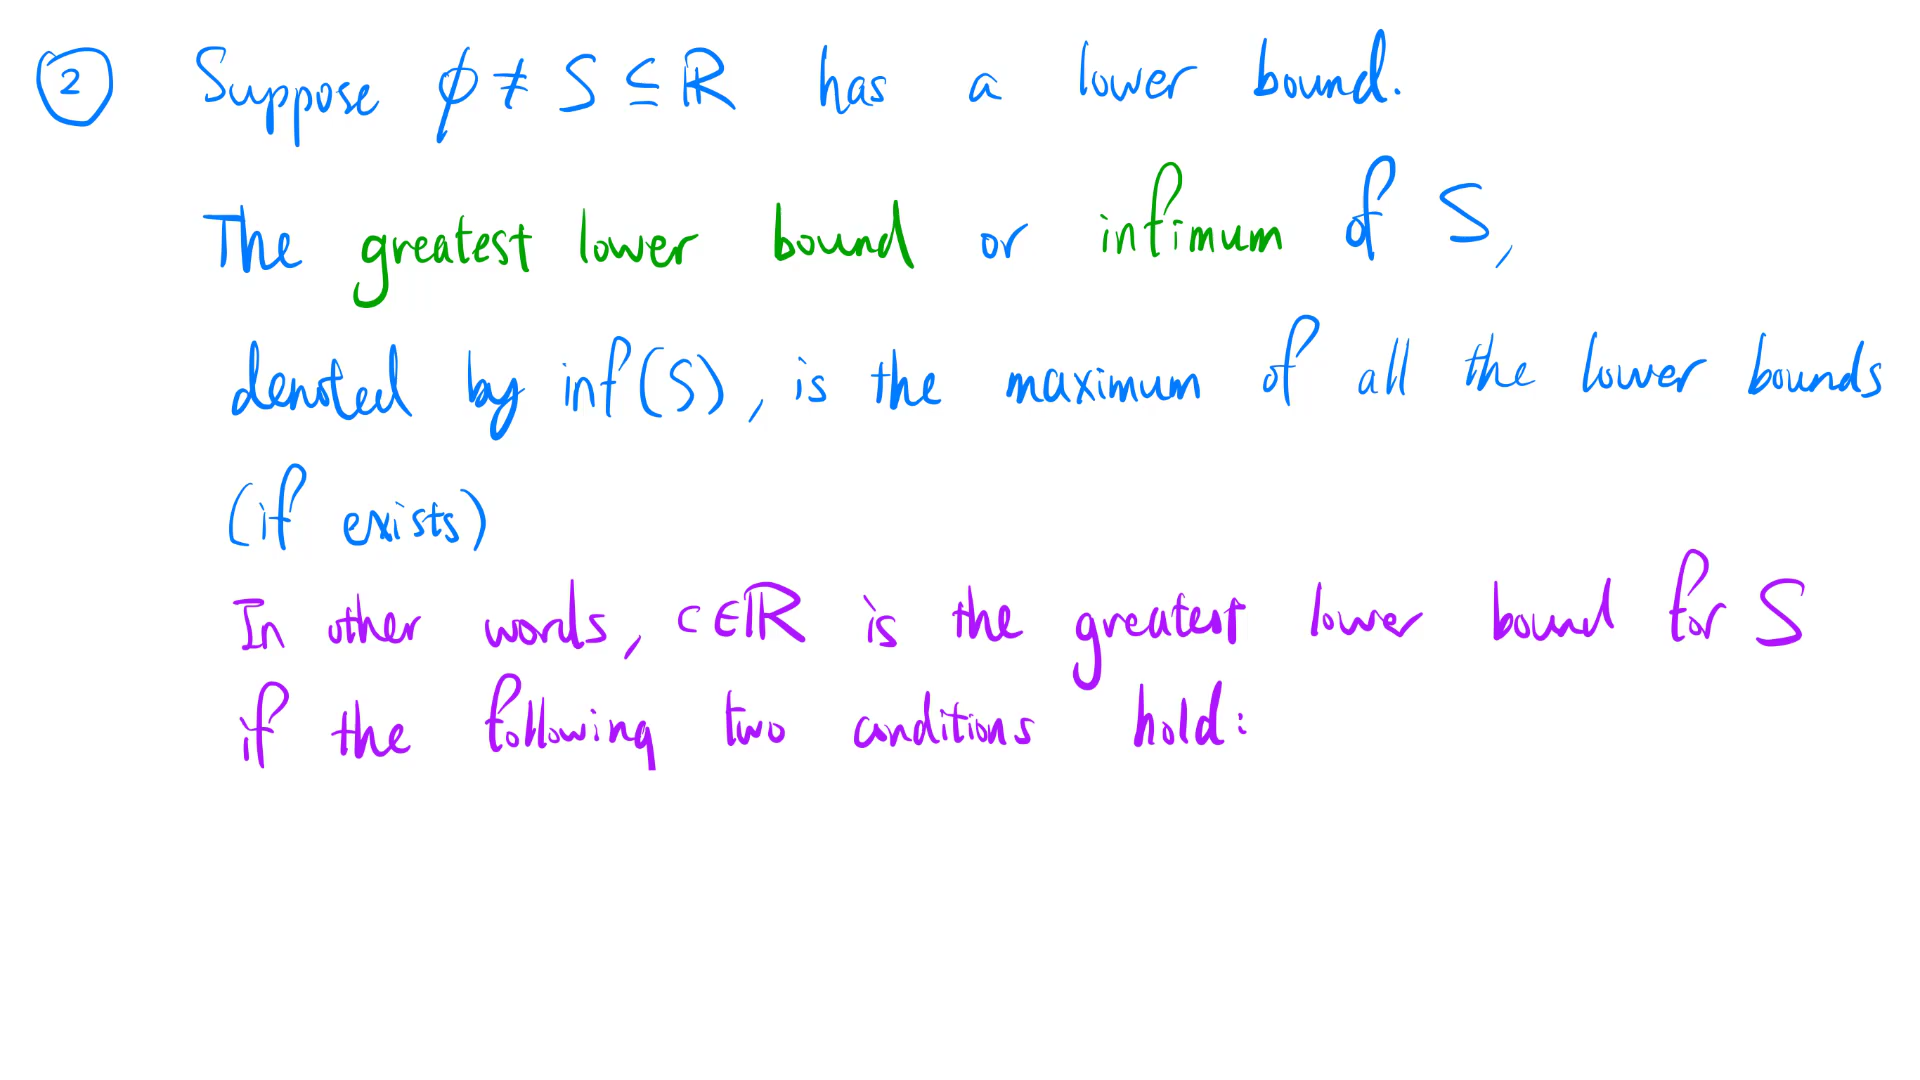 ② Suppose ∅ ≠ S ⊆ ℝ has a lower bound.
The greatest lower bound or infimum of S,
denoted by inf(S), is the maximum of all the lower bounds
(if exists)
In other words, c∈ℝ is the greatest lower bound for S
if the following two conditions hold: